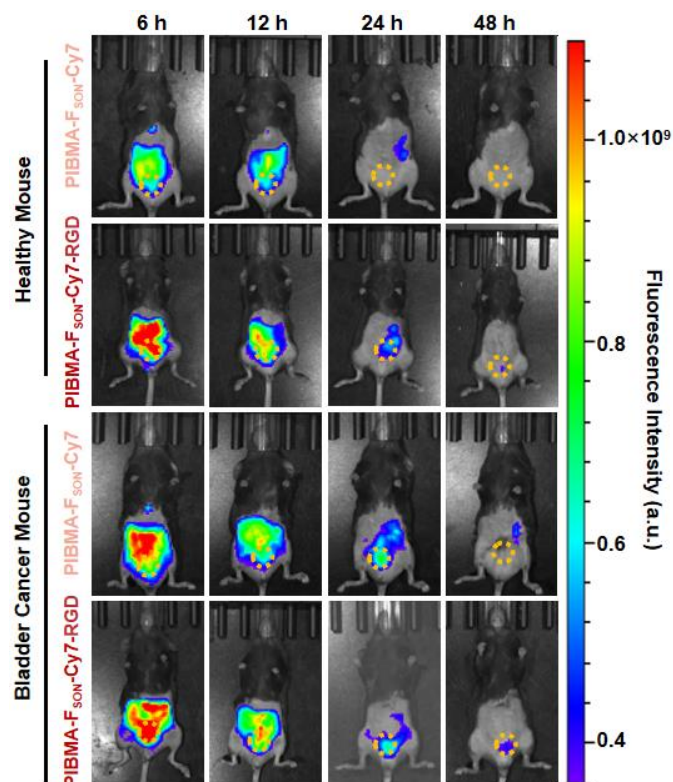 6 h 12 h 24 h 48 h
Healthy Mouse
PIBMA-FSON-Cy7
PIBMA-FSON-Cy7-RGD
Bladder Cancer Mouse
PIBMA-FSON-Cy7
PIBMA-FSON-Cy7-RGD
1.0×10⁹
0.8
0.6
0.4
Fluorescence Intensity (a.u.)